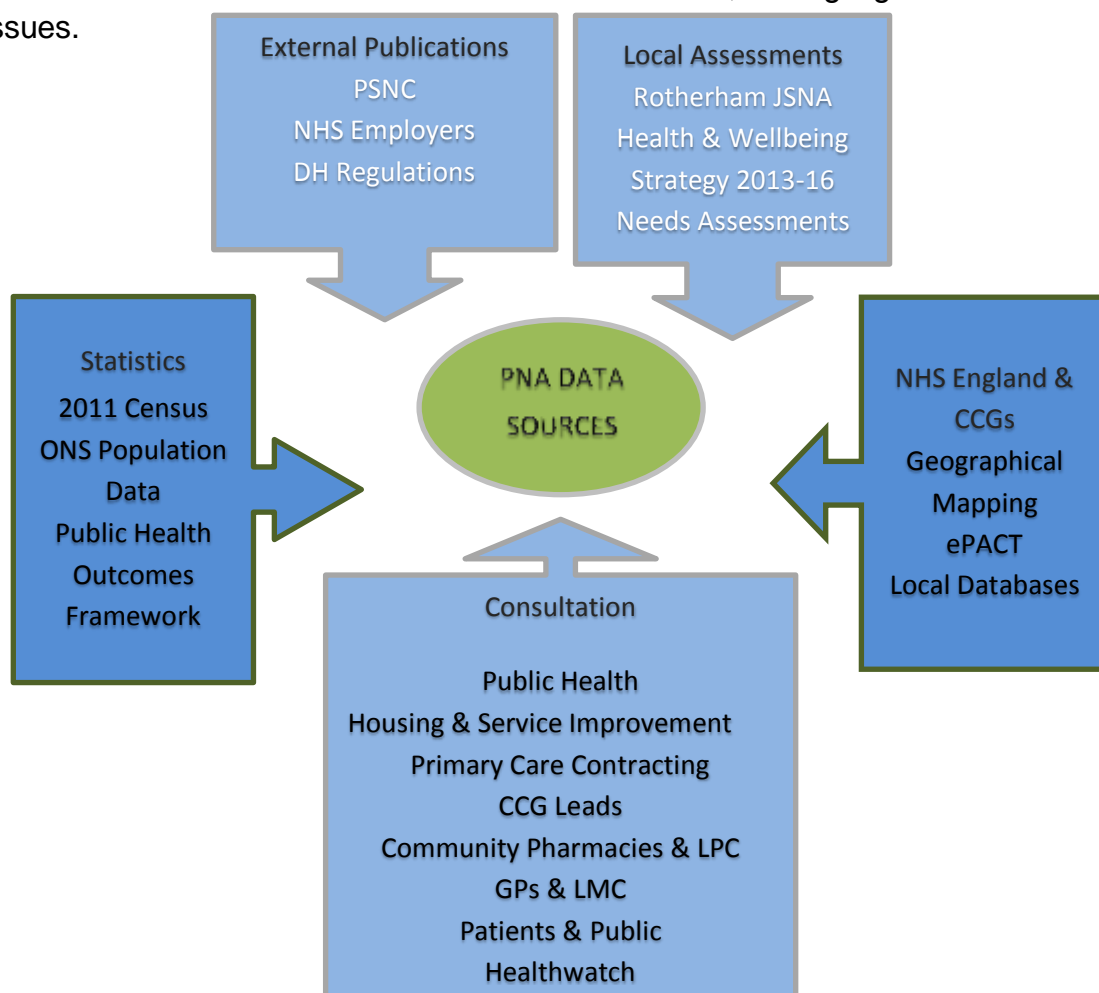 ssues.
External Publications
PSNC
NHS Employers
DH Regulations
Local Assessments
Rotherham JSNA
Health & Wellbeing
Strategy 2013-16
Needs Assessments
Statistics
2011 Census
ONS Population
Data
Public Health
Outcomes
Framework
PNA DATA
SOURCES
NHS England &
CCGs
Geographical
Mapping
ePACT
Local Databases
Consultation
Public Health
Housing & Service Improvement
Primary Care Contracting
CCG Leads
Community Pharmacies & LPC
GPs & LMC
Patients & Public
Healthwatch